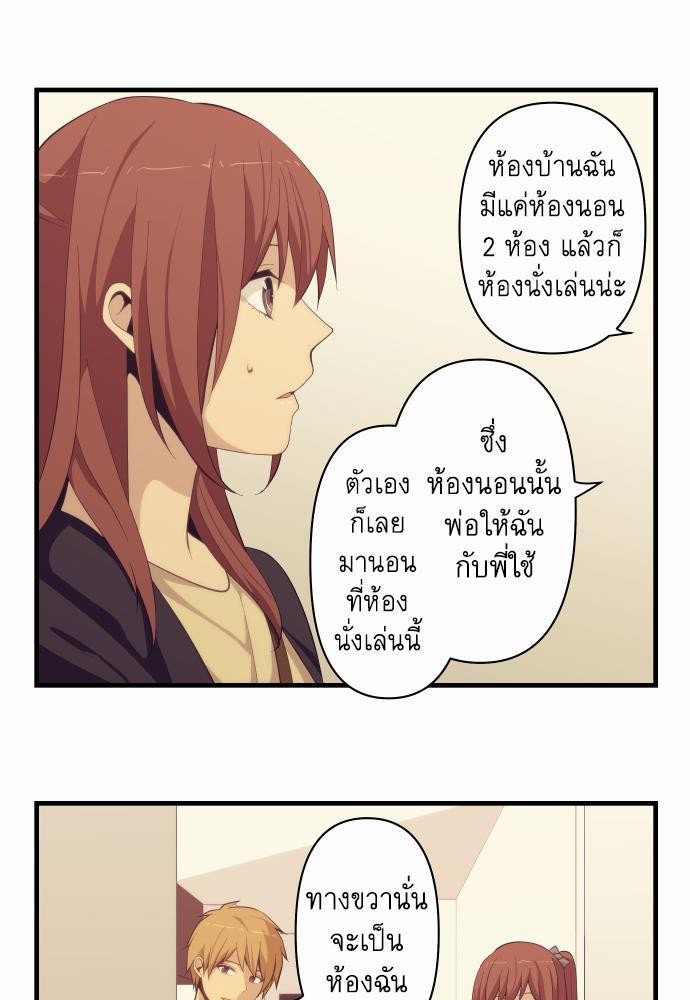 ห้องบ้านฉัน
มีแค่ห้องนอน
2 ห้อง แล้วก็
ห้องนั่งเล่นน่ะ
ซึ่ง
ห้องนอนนั้น
พ่อให้ฉัน
กับพี่ใช้
ตัวเอง
ก็เลย
มานอน
ที่ห้อง
นั่งเล่นนี้
ทางขวานั่น
จะเป็น
ห้องฉัน